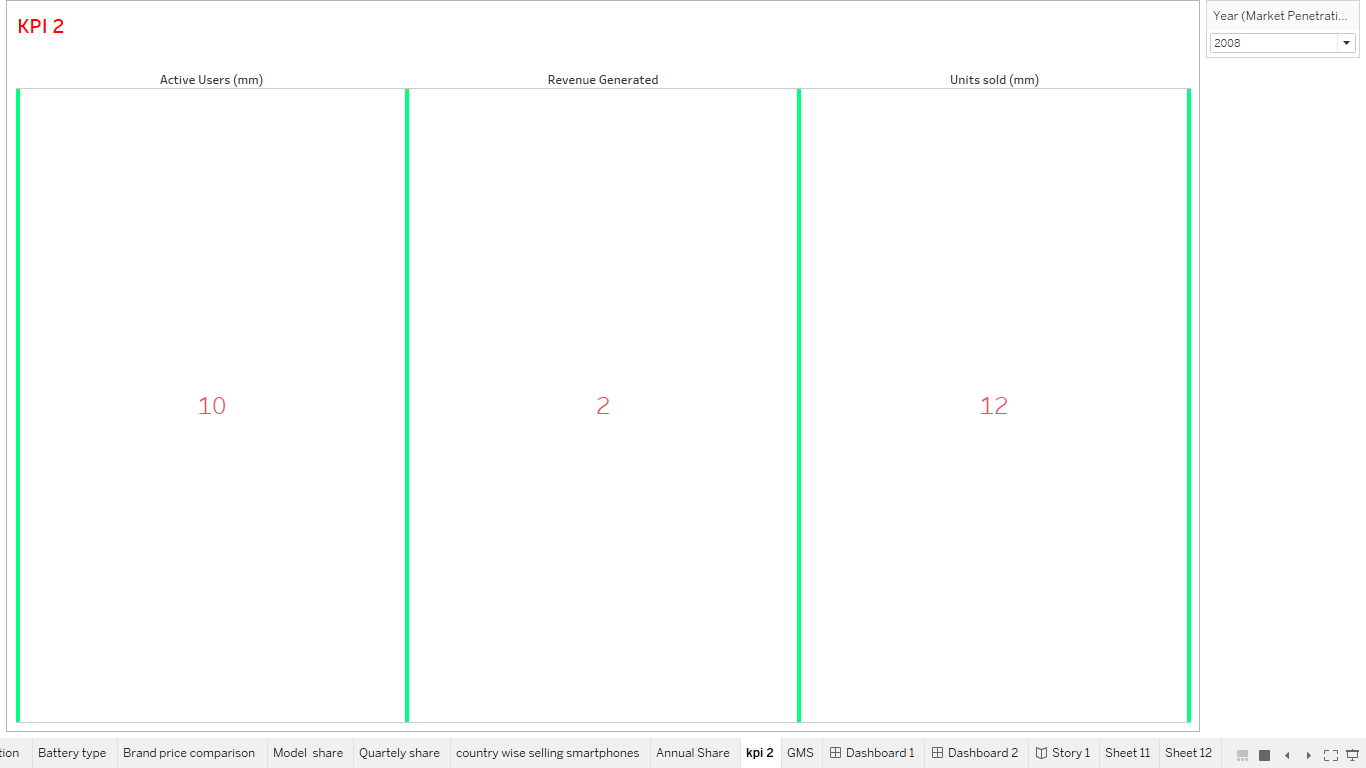 KPI 2
Year (Market Penetrati...
2008
Active Users (mm) Revenue Generated Units sold (mm)
10 2 12
tion Battery type Brand price comparison Model share Quartely share country wise selling smartphones Annual Share kpi 2 GMS Dashboard 1 Dashboard 2 Story 1 Sheet 11 Sheet 12